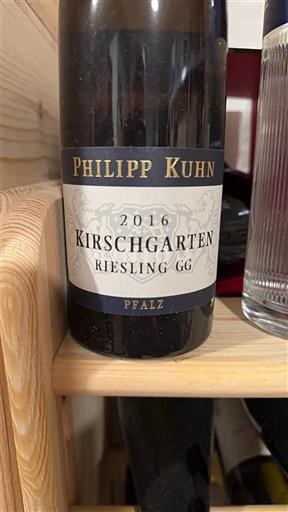 PHILIPP KUHN
2016
KIRSCHGARTEN
RIESLING GG
PFALZ